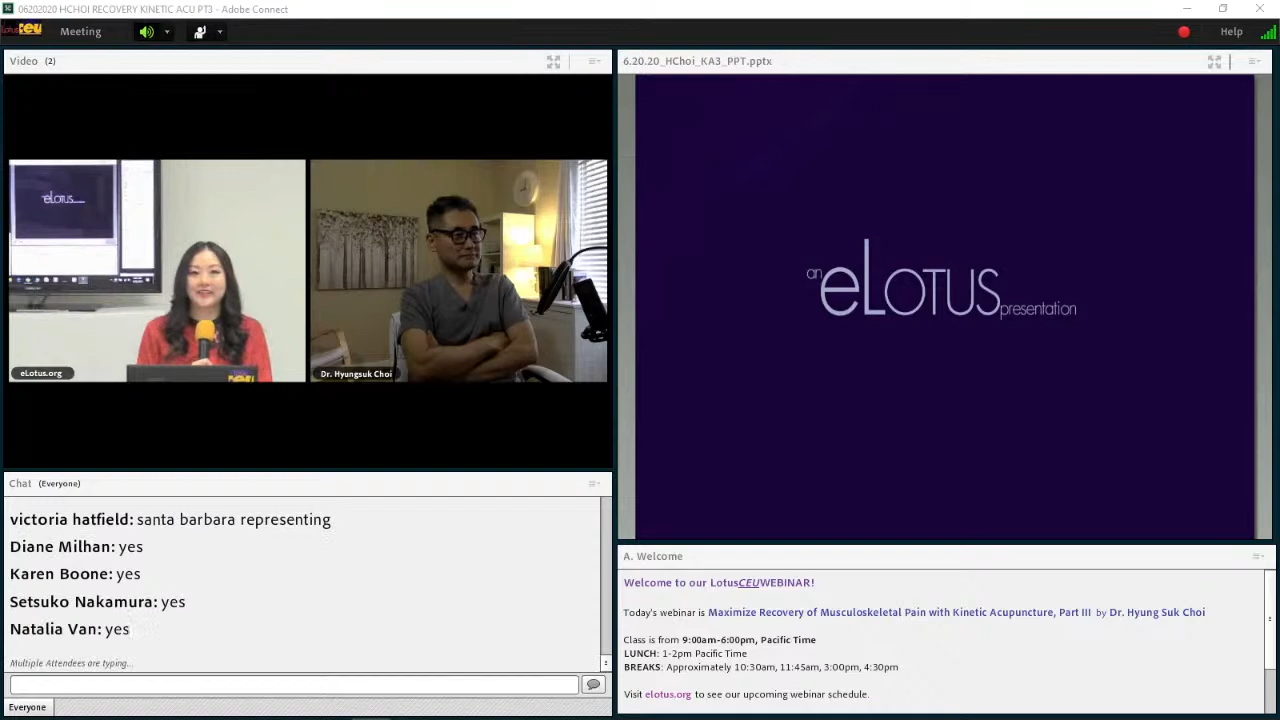 06202020 HCHOI RECOVERY KINETIC ACU PT3 - Adobe Connect
Lotus ceu Meeting Help
Video (2)
eLotus
eLotus.org
Dr. Hyungsuk Choi
6.20.20_HChoi_KA3_PPT.pptx
an eLOTUS presentation
Chat (Everyone)
victoria hatfield: santa barbara representing
Diane Milhan: yes
Karen Boone: yes
Setsuko Nakamura: yes
Natalia Van: yes
Multiple Attendees are typing...
Everyone
A. Welcome
Welcome to our LotusCEUWEBINAR!
Today's webinar is Maximize Recovery of Musculoskeletal Pain with Kinetic Acupuncture, Part III by Dr. Hyung Suk Choi
Class is from 9:00am-6:00pm, Pacific Time
LUNCH: 1-2pm Pacific Time
BREAKS: Approximately 10:30am, 11:45am, 3:00pm, 4:30pm
Visit elotus.org to see our upcoming webinar schedule.